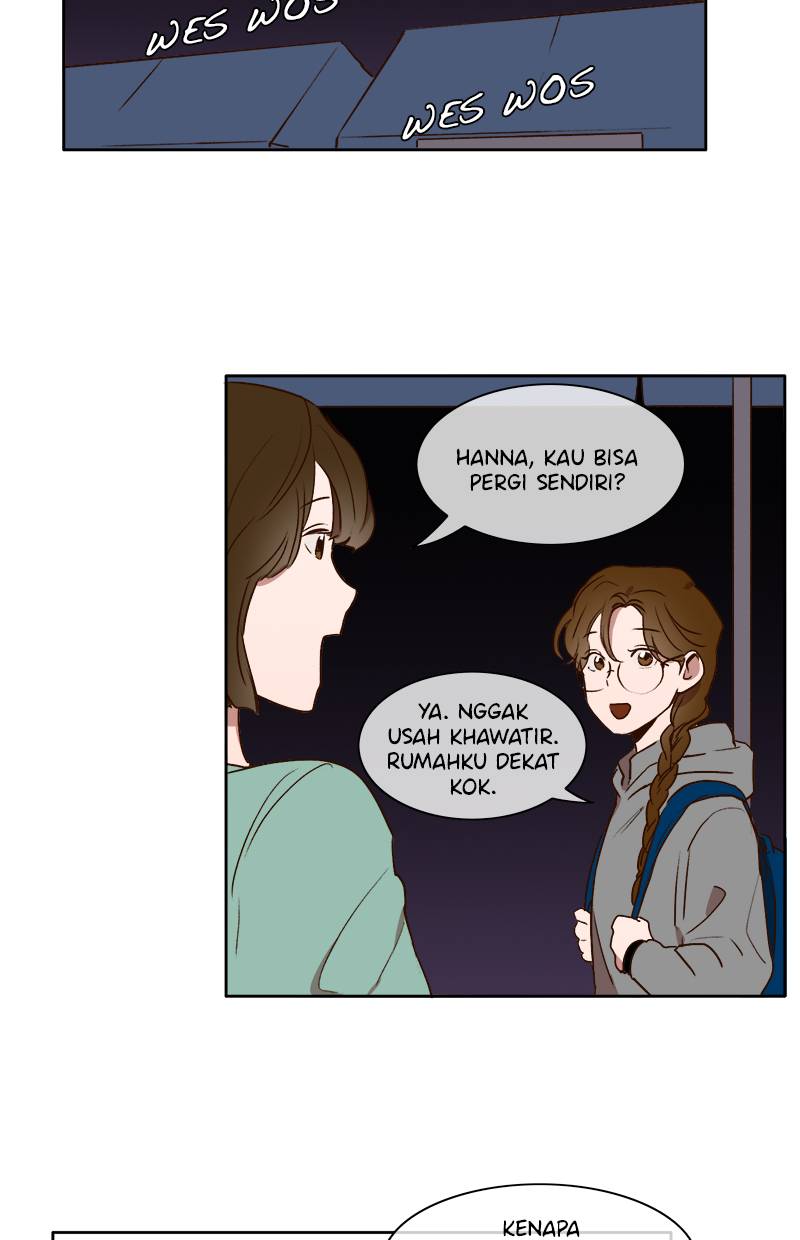 WES WOS
WES WOS
HANNA, KAU BISA
PERGI SENDIRI?
YA. NGGAK
USAH KHAWATIR.
RUMAHKU DEKAT
KOK.
KENAPA